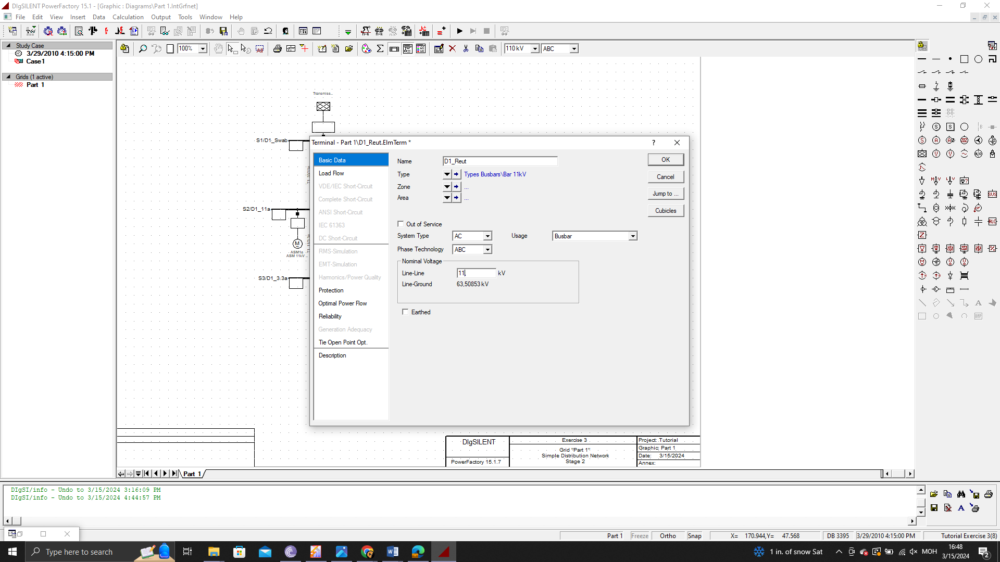 DIgSILENT PowerFactory 15.1 - [Graphic : Diagrams\Part 1.IntGrfnet]
File Edit View Insert Data Calculation Output Tools Window Help
100%
110 kV
ABC
Study Case
3/29/2010 4:15:00 PM
Case1
Grids (1 active)
Part 1
Transmiss..
S1/D1_Swab
S2/D1_11a
M
ASM1a
ASM 11kV ..
S3/D1_3.3a
Terminal - Part 1\D1_Reut.ElmTerm *
?
Basic Data
Load Flow
VDE/IEC Short-Circuit
Complete Short-Circuit
ANSI Short-Circuit
IEC 61363
DC Short-Circuit
RMS-Simulation
EMT-Simulation
Harmonics/Power Quality
Protection
Optimal Power Flow
Reliability
Generation Adequacy
Tie Open Point Opt.
Description
Name D1_Reut
Type Types Busbars\Bar 11kV
Zone ...
Area ...
Out of Service
System Type AC Usage Busbar
Phase Technology ABC
Nominal Voltage
Line-Line 11 kV
Line-Ground 63,50853 kV
Earthed
OK
Cancel
Jump to ...
Cubicles
DIgSILENT
PowerFactory 15.1.7
Exercise 3
Grid "Part 1"
Simple Distribution Network
Stage 2
Project: Tutorial
Graphic: Part 1
Date: 3/15/2024
Annex:
Part 1
DIgSI/info - Undo to 3/15/2024 3:16:09 PM
DIgSI/info - Undo to 3/15/2024 4:44:57 PM
Part 1 Freeze Ortho Snap X= 170.944,Y= 47.568 DB 3395 3/29/2010 4:15:00 PM Tutorial Exercise 3(8)
Type here to search
1 in. of snow Sat
МОН
16:48
3/15/2024
2